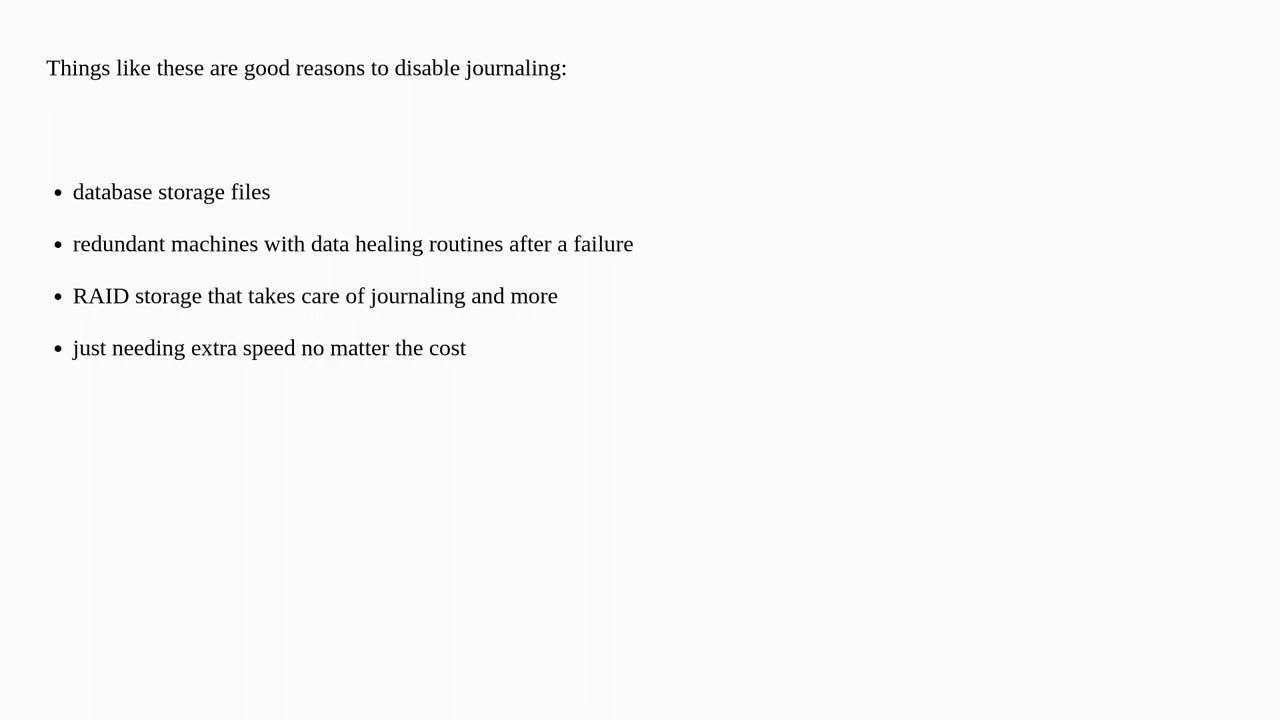 Things like these are good reasons to disable journaling:
• database storage files
• redundant machines with data healing routines after a failure
• RAID storage that takes care of journaling and more
• just needing extra speed no matter the cost